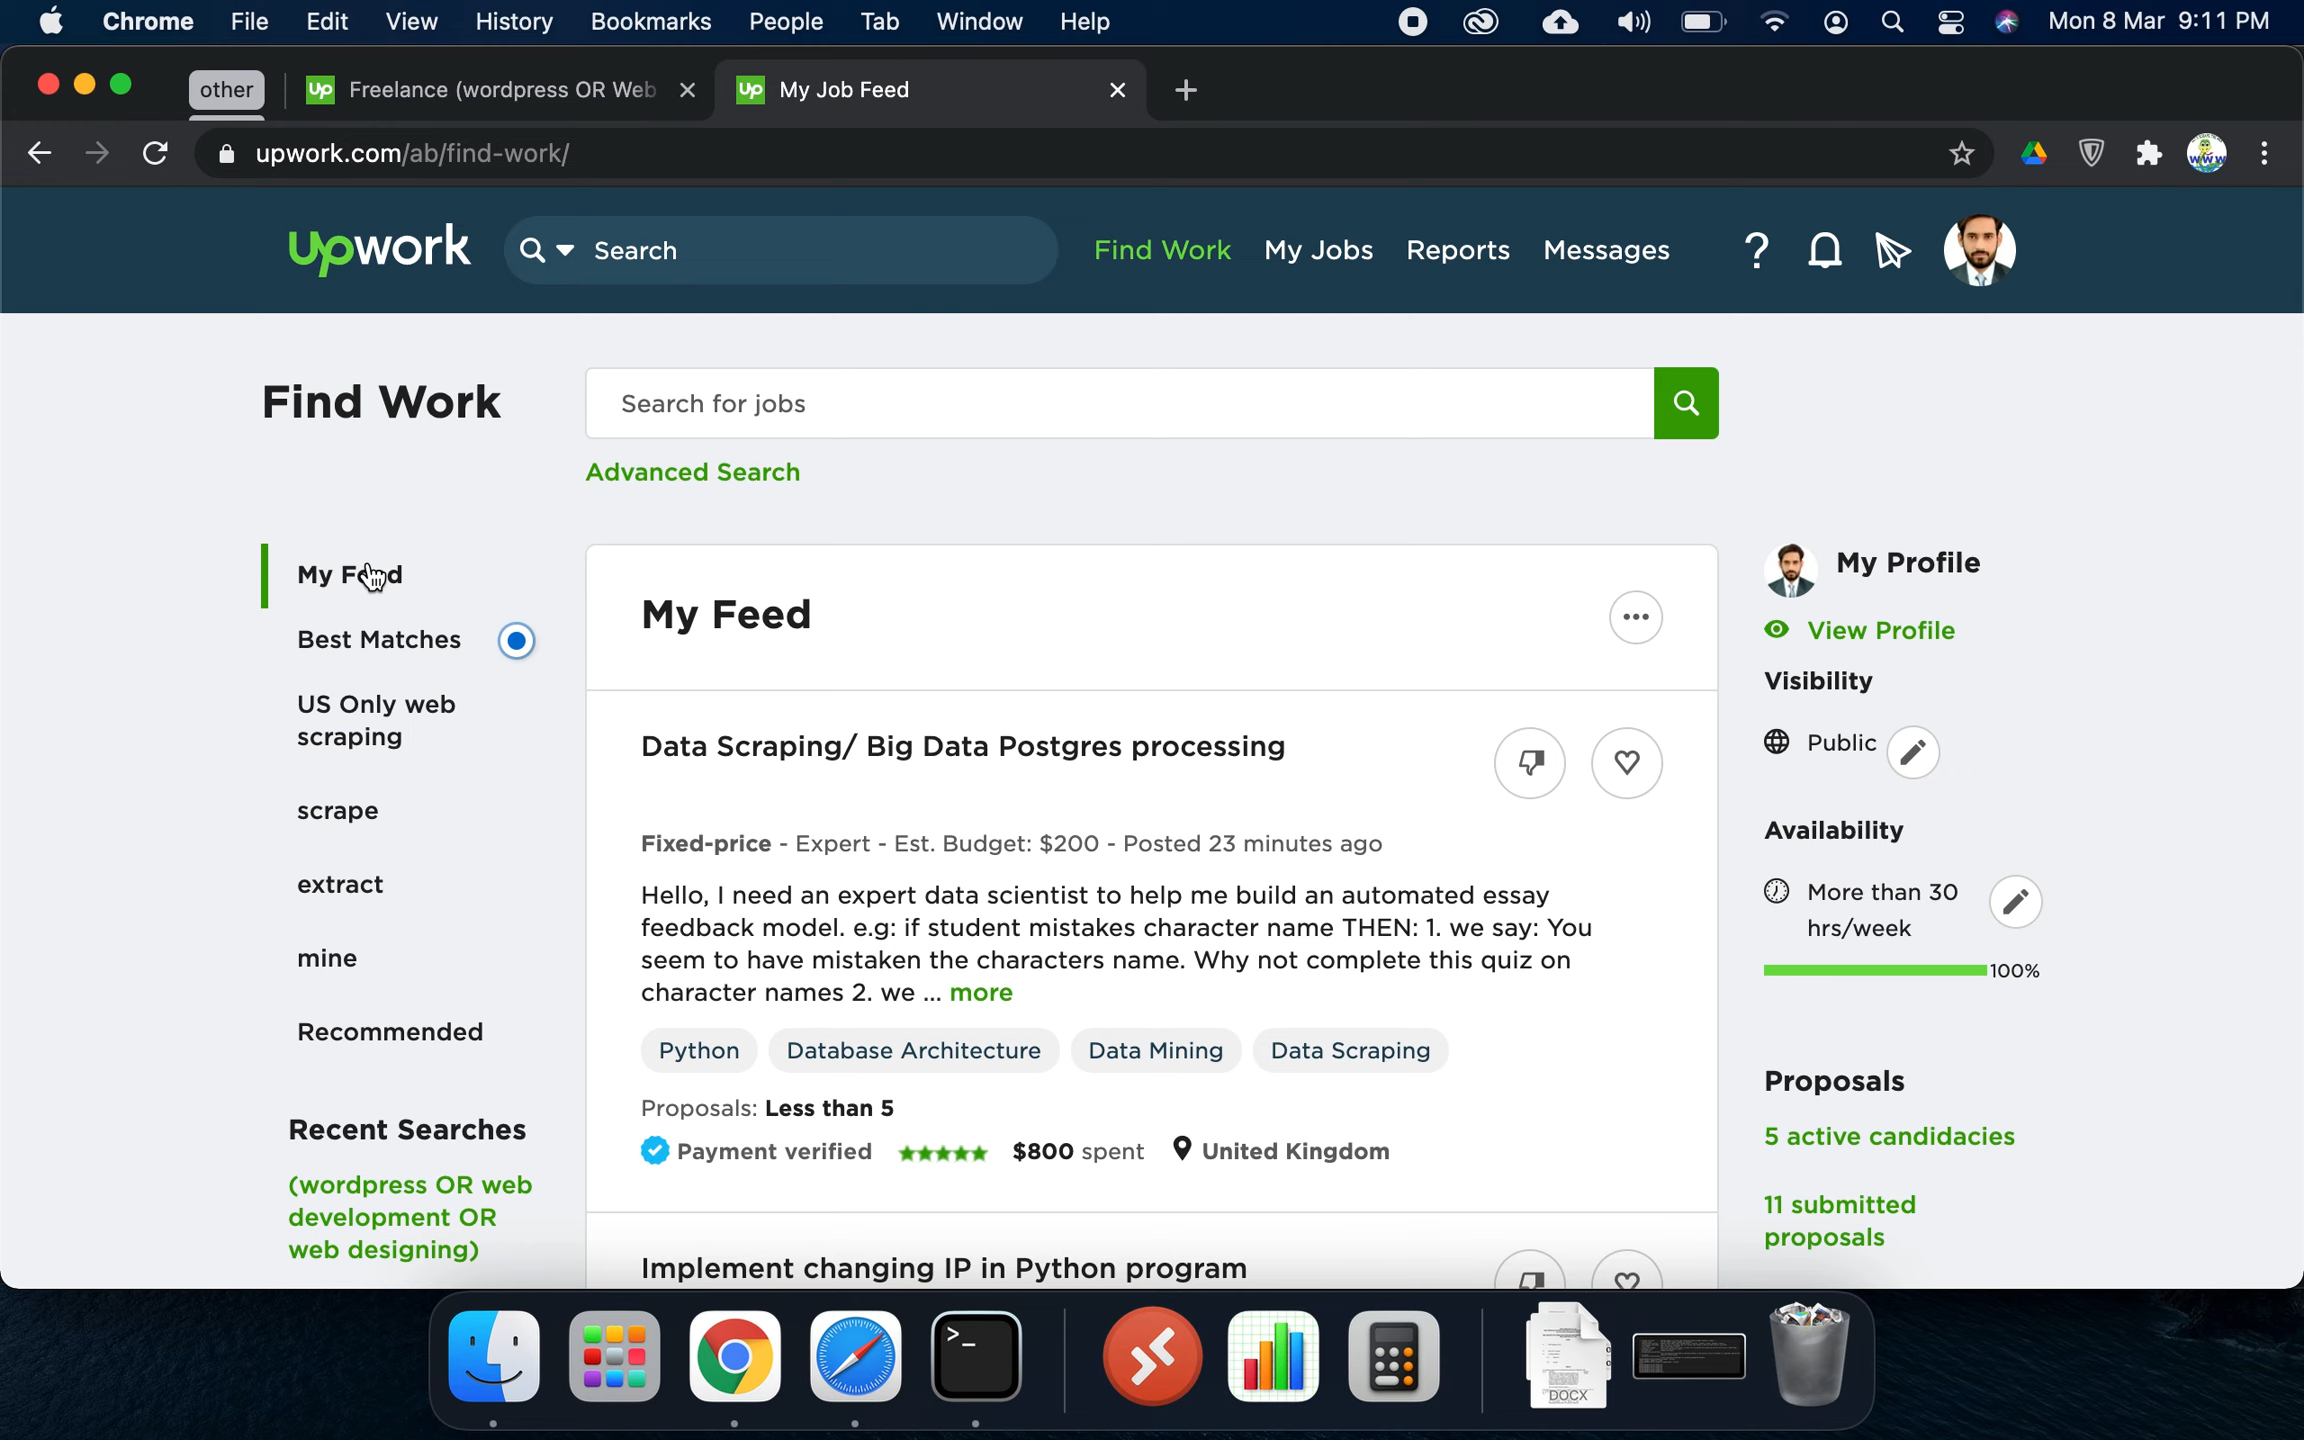 Chrome File Edit View History Bookmarks People Tab Window Help Mon 8 Mar 9:11 PM
other Up Freelance (wordpress OR Web Up My Job Feed
upwork.com/ab/find-work/
upwork Search Find Work My Jobs Reports Messages ?
Find Work
Search for jobs
Advanced Search
My Feed
Best Matches
US Only web
scraping
scrape
extract
mine
Recommended
Recent Searches
(wordpress OR web
development OR
web designing)
My Feed
Data Scraping/ Big Data Postgres processing
Fixed-price - Expert - Est. Budget: $200 - Posted 23 minutes ago
Hello, I need an expert data scientist to help me build an automated essay
feedback model. e.g: if student mistakes character name THEN: 1. we say: You
seem to have mistaken the characters name. Why not complete this quiz on
character names 2. we ... more
Python Database Architecture Data Mining Data Scraping
Proposals: Less than 5
Payment verified $800 spent United Kingdom
Implement changing IP in Python program
My Profile
View Profile
Visibility
Public
Availability
More than 30
hrs/week
100%
Proposals
5 active candidacies
11 submitted
proposals
>_
DOCX